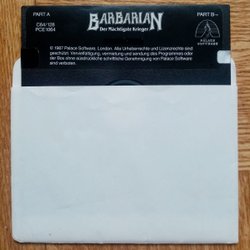 PART A
BARBARIAN
PART B
Der Mächtigste Krieger
C64/128
PCE1064
PALACE
SOFTWARE
© 1987 Palace Software, London. Alle Urheberrechte und Lizenzrechte sind
geschützt. Vervielfältigung, vermietung und sendung des Programmes oder
der Box ohne ausdrückliche schriftliche Genehmigung von Palace Software
sind verboten.